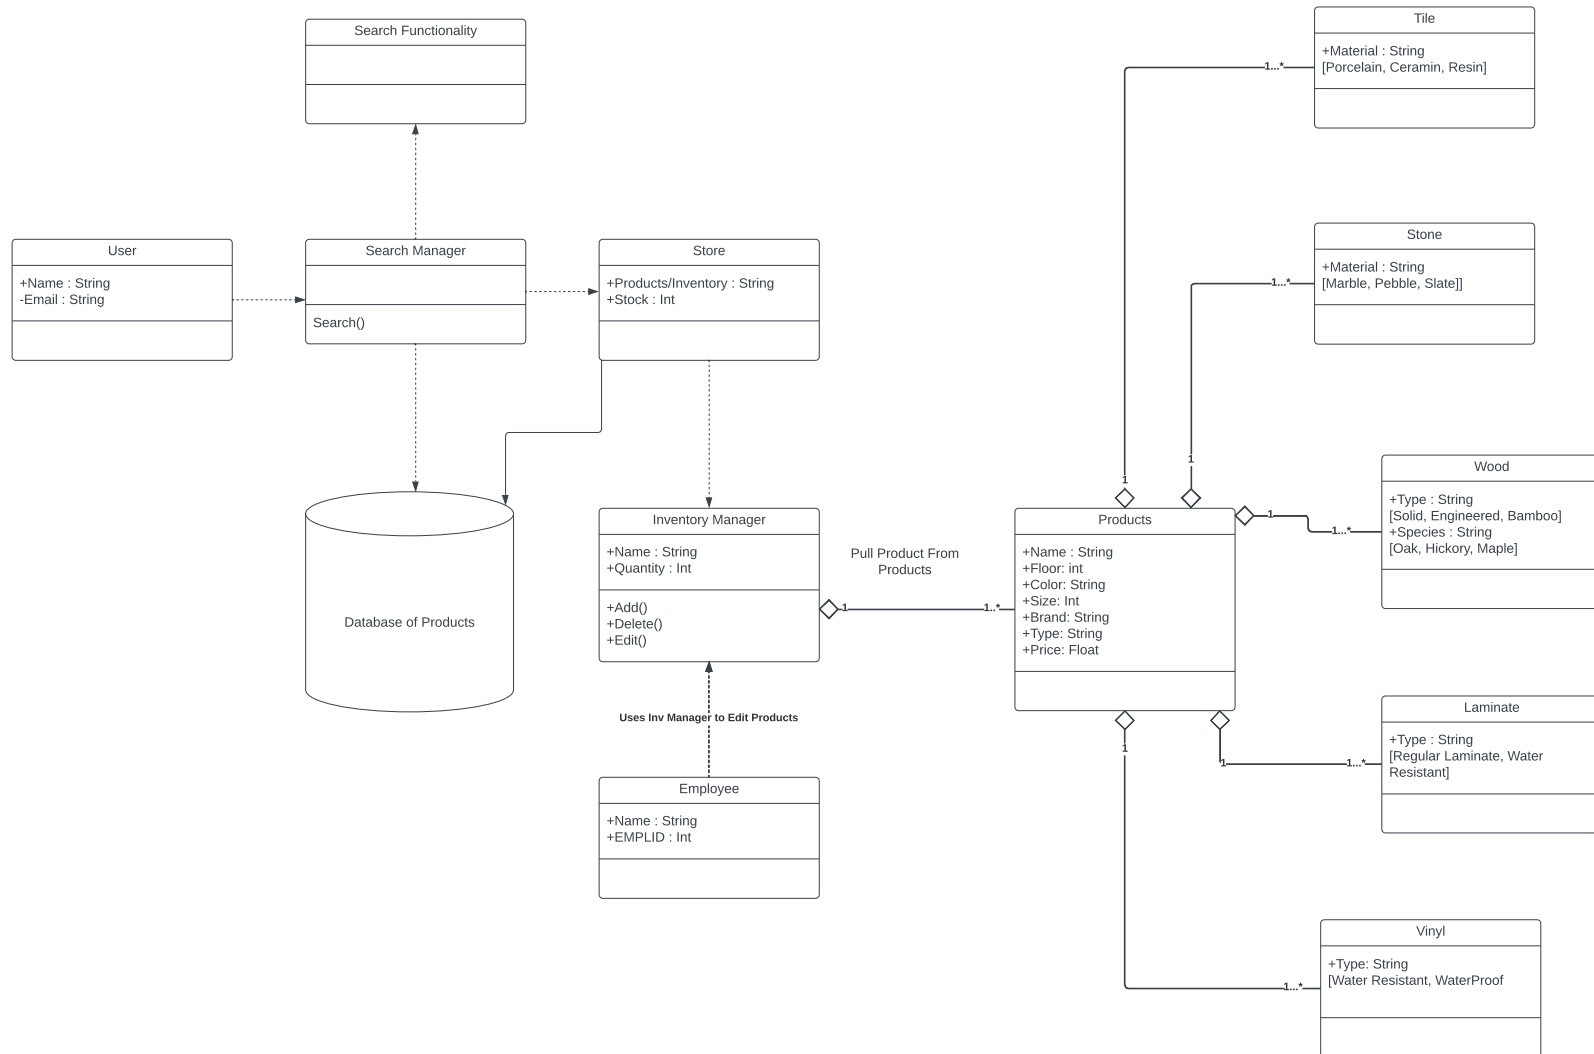 Search Functionality
User
+Name : String
-Email : String
Search Manager
Search()
Store
+Products/Inventory : String
+Stock : Int
Database of Products
Inventory Manager
+Name : String
+Quantity : Int
+Add()
+Delete()
+Edit()
Uses Inv Manager to Edit Products
Employee
+Name : String
+EMPLID : Int
Pull Product From
Products
1
1..*
Products
+Name : String
+Floor: int
+Color: String
+Size: Int
+Brand: String
+Type: String
+Price: Float
1
1...*
Tile
+Material : String
[Porcelain, Ceramin, Resin]
1
1...*
Stone
+Material : String
[Marble, Pebble, Slate]]
1
1...*
Wood
+Type : String
[Solid, Engineered, Bamboo]
+Species : String
[Oak, Hickory, Maple]
1
1...*
Laminate
+Type : String
[Regular Laminate, Water
Resistant]
1
1...*
Vinyl
+Type: String
[Water Resistant, WaterProof